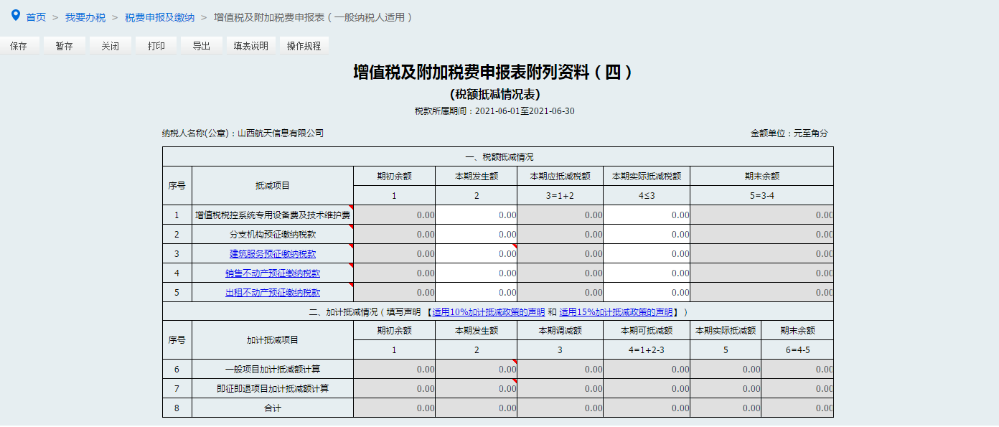 首页 > 我要办税 > 税费申报及缴纳 > 增值税及附加税费申报表（一般纳税人适用）
保存 暂存 关闭 打印 导出 填表说明 操作规程
增值税及附加税费申报表附列资料（四）
(税额抵减情况表)
税款所属期间：2021-06-01至2021-06-30
纳税人名称(公章)：山西航天信息有限公司 金额单位：元至角分
一、税额抵减情况
序号 抵减项目 期初余额 本期发生额 本期应抵减税额 本期实际抵减税额 期末余额
1 2 3=1+2 4≤3 5=3-4
1 增值税税控系统专用设备费及技术维护费 0.00 0.00 0.00 0.00 0.00
2 分支机构预征缴纳税款 0.00 0.00 0.00 0.00 0.00
3 建筑服务预征缴纳税款 0.00 0.00 0.00 0.00 0.00
4 销售不动产预征缴纳税款 0.00 0.00 0.00 0.00 0.00
5 出租不动产预征缴纳税款 0.00 0.00 0.00 0.00 0.00
二、加计抵减情况（填写声明 【适用10%加计抵减政策的声明 和 适用15%加计抵减政策的声明】）
序号 加计抵减项目 期初余额 本期发生额 本期调减额 本期可抵减额 本期实际抵减额 期末余额
1 2 3 4=1+2-3 5 6=4-5
6 一般项目加计抵减额计算 0.00 0.00 0.00 0.00 0.00 0.00
7 即征即退项目加计抵减额计算 0.00 0.00 0.00 0.00 0.00 0.00
8 合计 0.00 0.00 0.00 0.00 0.00 0.00